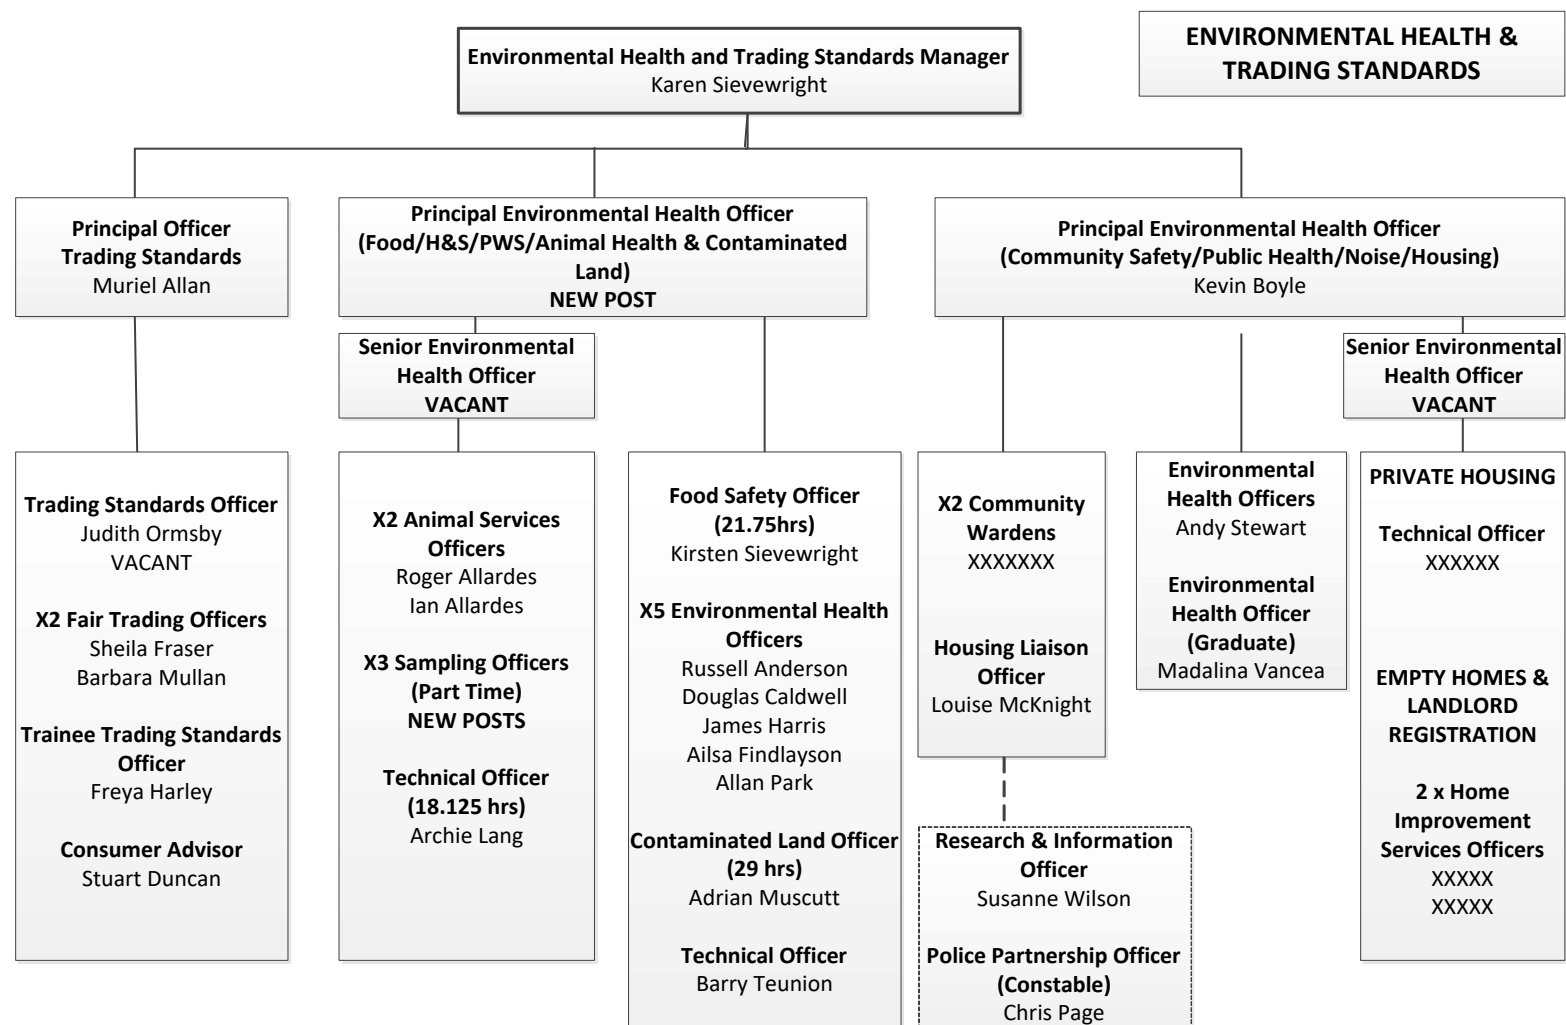 ENVIRONMENTAL HEALTH &
TRADING STANDARDS
Environmental Health and Trading Standards Manager
Karen Sievewright
Principal Officer
Trading Standards
Muriel Allan
Principal Environmental Health Officer
(Food/H&S/PWS/Animal Health & Contaminated
Land)
NEW POST
Principal Environmental Health Officer
(Community Safety/Public Health/Noise/Housing)
Kevin Boyle
Senior Environmental
Health Officer
VACANT
Senior Environmental
Health Officer
VACANT
Trading Standards Officer
Judith Ormsby
VACANT
X2 Fair Trading Officers
Sheila Fraser
Barbara Mullan
Trainee Trading Standards
Officer
Freya Harley
Consumer Advisor
Stuart Duncan
X2 Animal Services
Officers
Roger Allardes
Ian Allardes
X3 Sampling Officers
(Part Time)
NEW POSTS
Technical Officer
(18.125 hrs)
Archie Lang
Food Safety Officer
(21.75hrs)
Kirsten Sievewright
X5 Environmental Health
Officers
Russell Anderson
Douglas Caldwell
James Harris
Ailsa Findlayson
Allan Park
Contaminated Land Officer
(29 hrs)
Adrian Muscutt
Technical Officer
Barry Teunion
X2 Community
Wardens
XXXXXXX
Housing Liaison
Officer
Louise McKnight
Research & Information
Officer
Susanne Wilson
Police Partnership Officer
(Constable)
Chris Page
Environmental
Health Officers
Andy Stewart
Environmental
Health Officer
(Graduate)
Madalina Vancea
PRIVATE HOUSING
Technical Officer
XXXXXX
EMPTY HOMES &
LANDLORD
REGISTRATION
2 x Home
Improvement
Services Officers
XXXXX
XXXXX